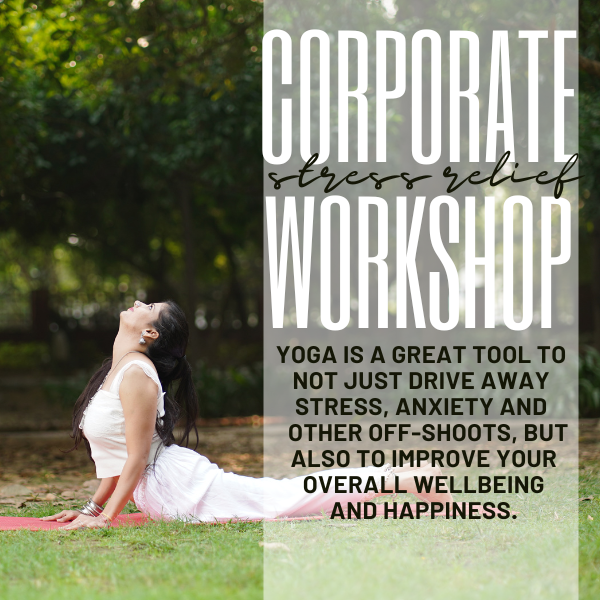 CORPORATE
stress relief
WORKSHOP
YOGA IS A GREAT TOOL TO
NOT JUST DRIVE AWAY
STRESS, ANXIETY AND
OTHER OFF-SHOOTS, BUT
ALSO TO IMPROVE YOUR
OVERALL WELLBEING
AND HAPPINESS.